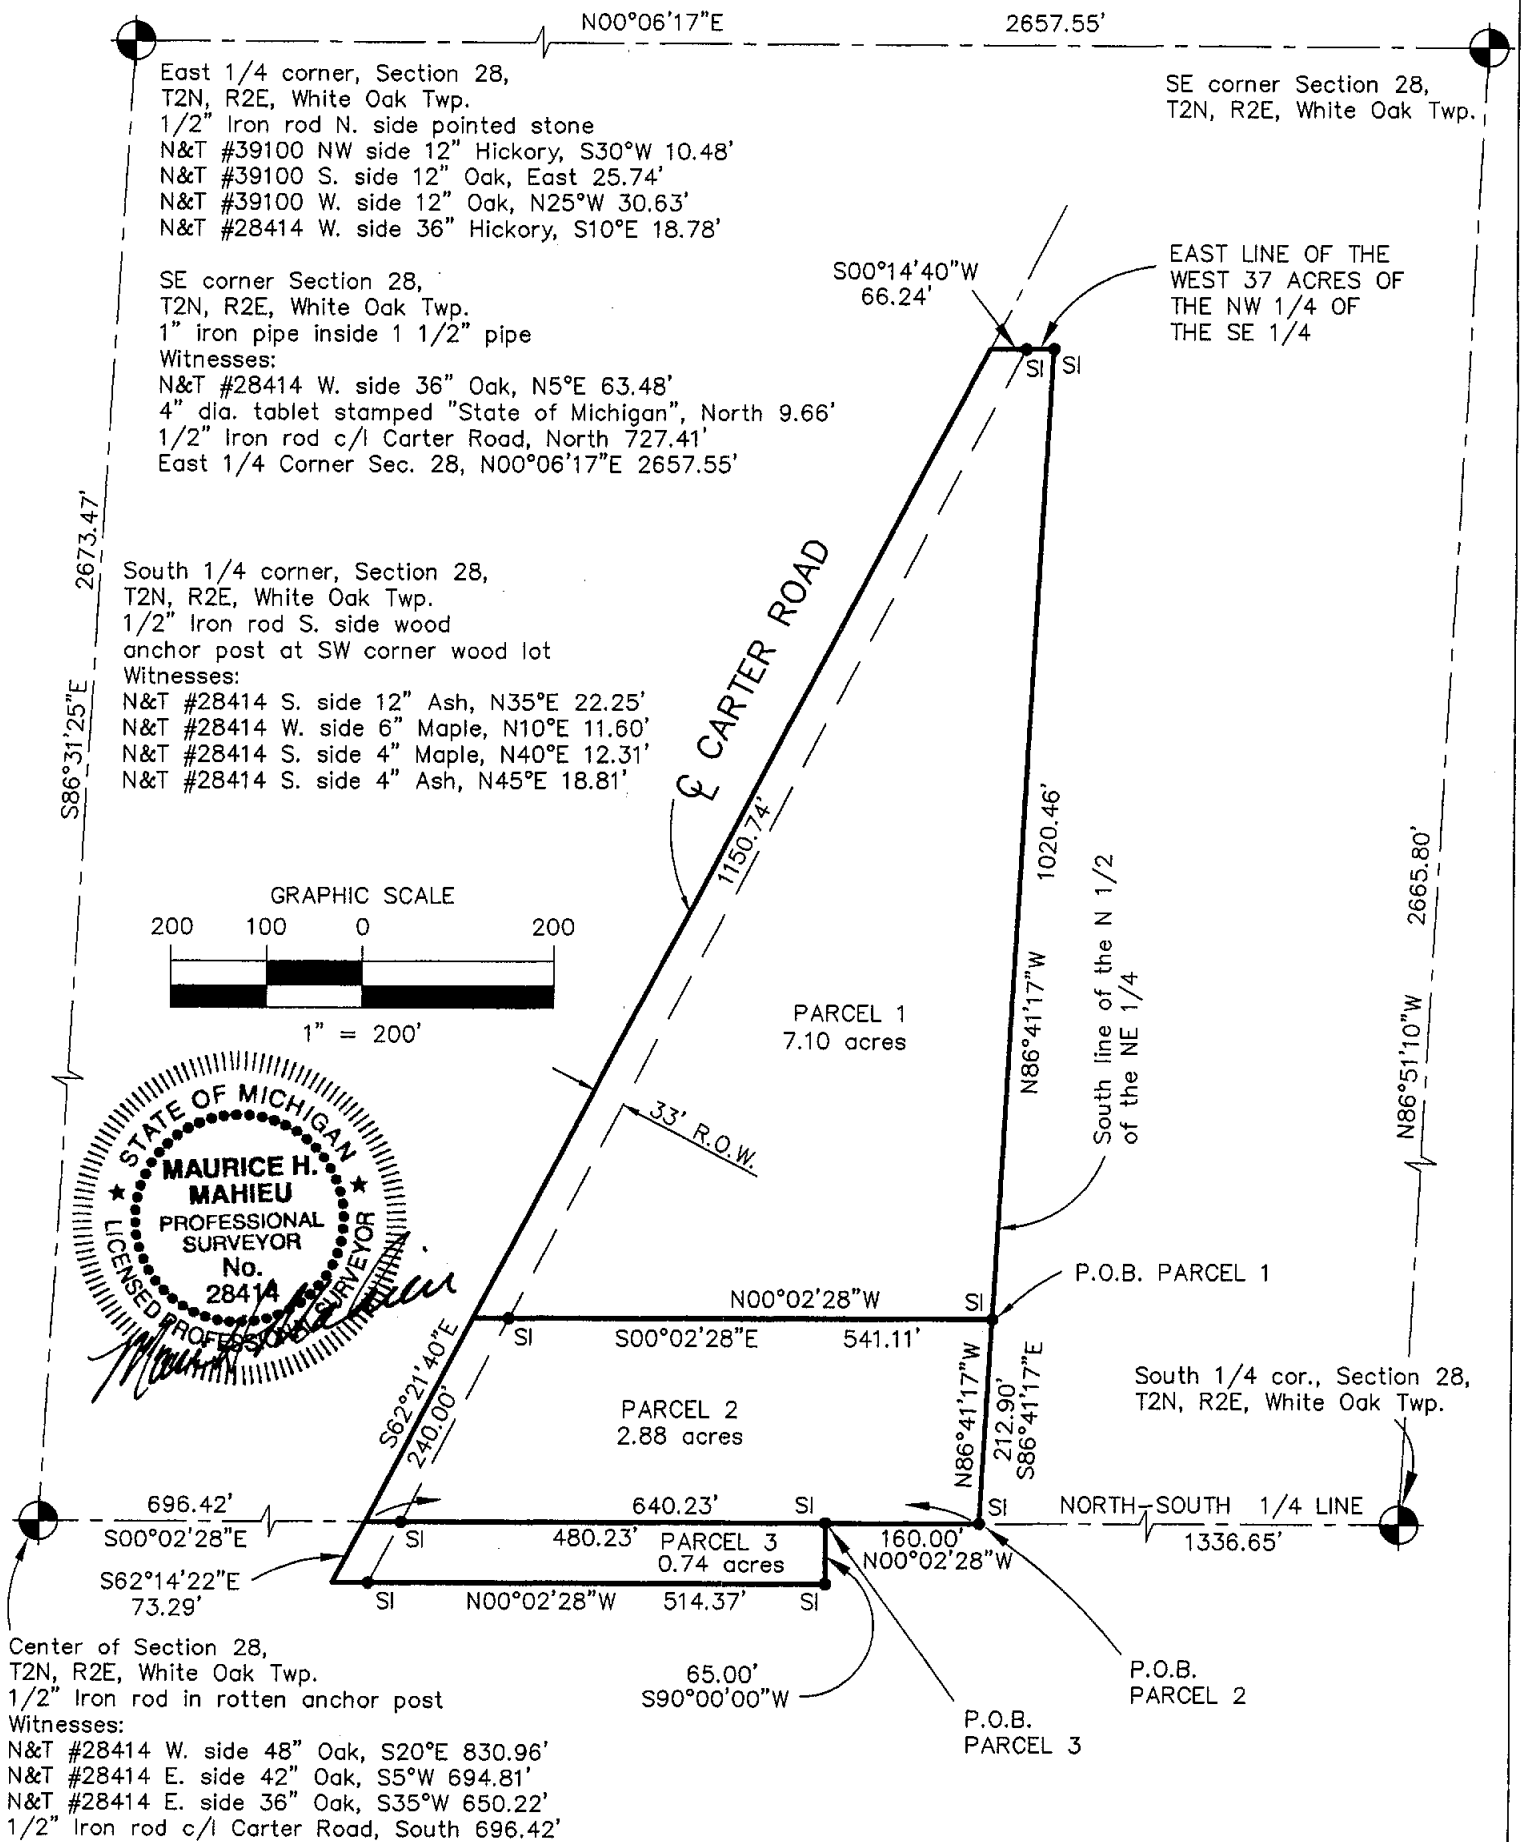 N00°06'17"E 2657.55'
East 1/4 corner, Section 28,
T2N, R2E, White Oak Twp.
1/2" Iron rod N. side pointed stone
N&T #39100 NW side 12" Hickory, S30°W 10.48'
N&T #39100 S. side 12" Oak, East 25.74'
N&T #39100 W. side 12" Oak, N25°W 30.63'
N&T #28414 W. side 36" Hickory, S10°E 18.78'
SE corner Section 28,
T2N, R2E, White Oak Twp.
SE corner Section 28,
T2N, R2E, White Oak Twp.
1" iron pipe inside 1 1/2" pipe
Witnesses:
N&T #28414 W. side 36" Oak, N5°E 63.48'
4" dia. tablet stamped "State of Michigan", North 9.66'
1/2" Iron rod c/l Carter Road, North 727.41'
East 1/4 Corner Sec. 28, N00°06'17"E 2657.55'
S00°14'40"W
66.24'
EAST LINE OF THE
WEST 37 ACRES OF
THE NW 1/4 OF
THE SE 1/4
SI SI
S86°31'25"E 2673.47'
South 1/4 corner, Section 28,
T2N, R2E, White Oak Twp.
1/2" Iron rod S. side wood
anchor post at SW corner wood lot
Witnesses:
N&T #28414 S. side 12" Ash, N35°E 22.25'
N&T #28414 W. side 6" Maple, N10°E 11.60'
N&T #28414 S. side 4" Maple, N40°E 12.31'
N&T #28414 S. side 4" Ash, N45°E 18.81'
℄ CARTER ROAD
1150.74'
N86°41'17"W 1020.46'
South line of the N 1/2
of the NE 1/4
N86°51'10"W 2665.80'
GRAPHIC SCALE
200 100 0 200
1" = 200'
PARCEL 1
7.10 acres
33' R.O.W.
STATE OF MICHIGAN
MAURICE H.
MAHIEU
PROFESSIONAL
SURVEYOR
No.
28414
LICENSED PROFESSIONAL SURVEYOR
P.O.B. PARCEL 1
N00°02'28"W SI
SI S00°02'28"E 541.11'
S62°21'40"E
240.00'
PARCEL 2
2.88 acres
N86°41'17"W
212.90'
S86°41'17"E
South 1/4 cor., Section 28,
T2N, R2E, White Oak Twp.
696.42' 640.23' SI SI NORTH-SOUTH 1/4 LINE
S00°02'28"E SI 480.23' PARCEL 3 160.00' 1336.65'
0.74 acres N00°02'28"W
S62°14'22"E
73.29'
SI N00°02'28"W 514.37' SI
Center of Section 28,
T2N, R2E, White Oak Twp.
1/2" Iron rod in rotten anchor post
Witnesses:
N&T #28414 W. side 48" Oak, S20°E 830.96'
N&T #28414 E. side 42" Oak, S5°W 694.81'
N&T #28414 E. side 36" Oak, S35°W 650.22'
1/2" Iron rod c/l Carter Road, South 696.42'
65.00'
S90°00'00"W
P.O.B.
PARCEL 3
P.O.B.
PARCEL 2